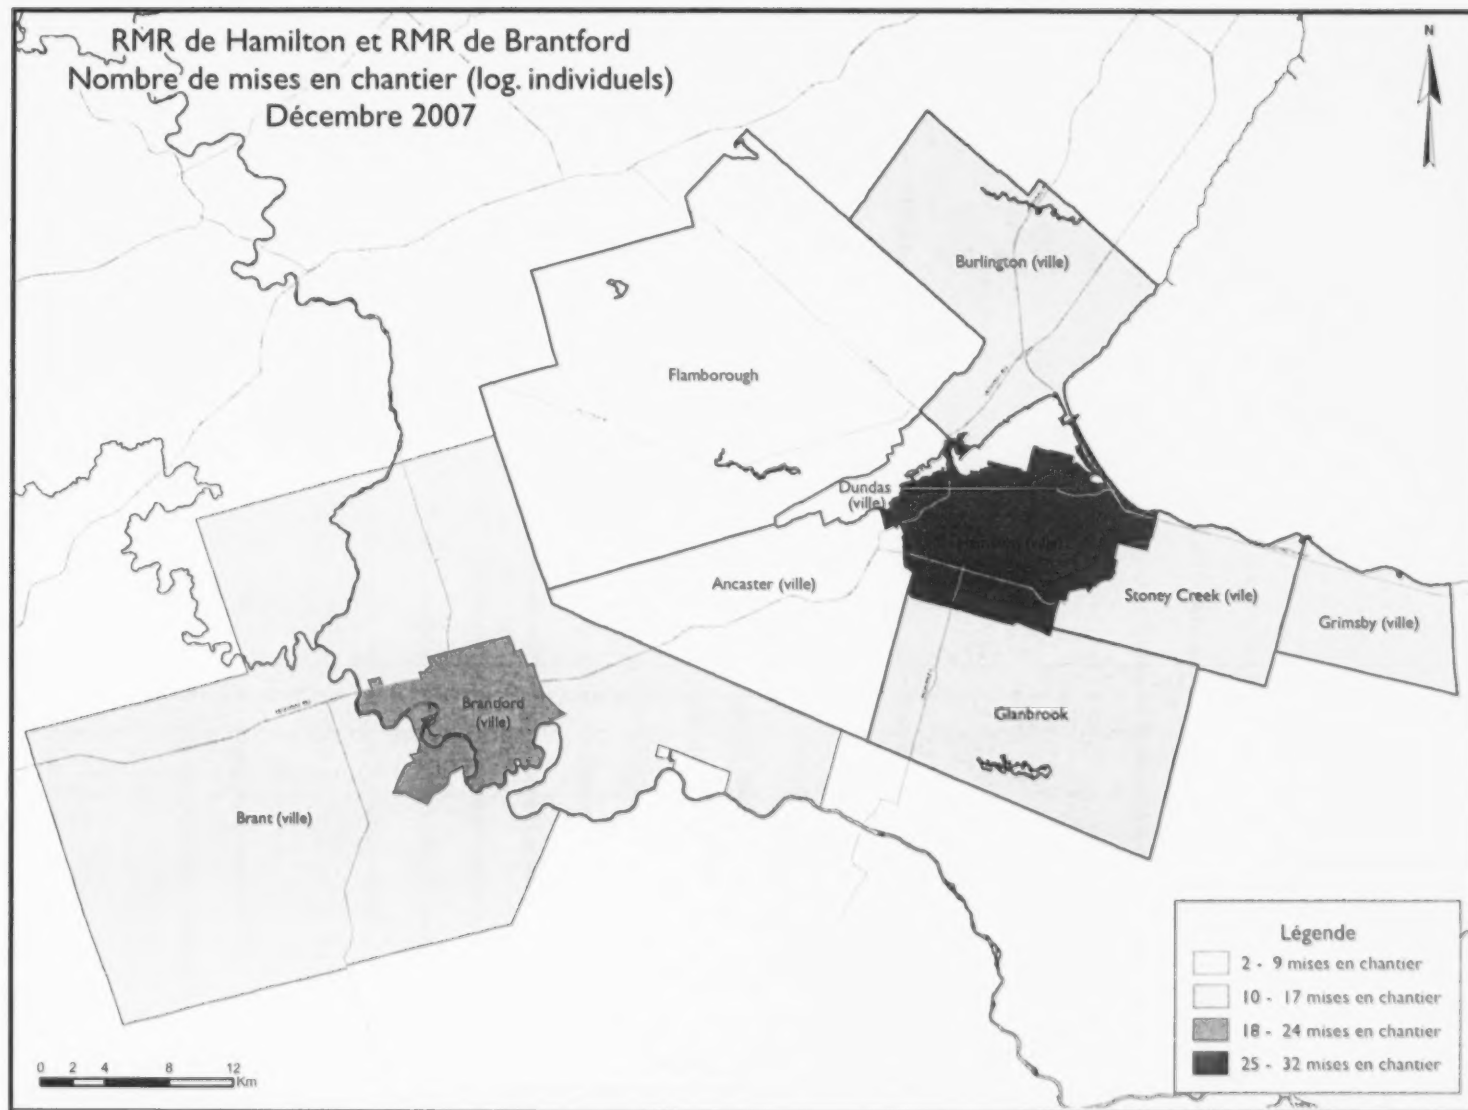 RMR de Hamilton et RMR de Brantford
Nombre de mises en chantier (log. individuels)
Décembre 2007
N
Burlington (ville)
Flamborough
Dundas
(ville)
Hamilton (ville)
Ancaster (ville)
Stoney Creek (vile)
Grimsby (ville)
Brantford
(ville)
Glanbrook
Brant (ville)
Légende
2 - 9 mises en chantier
10 - 17 mises en chantier
18 - 24 mises en chantier
25 - 32 mises en chantier
0 2 4 8 12
Km